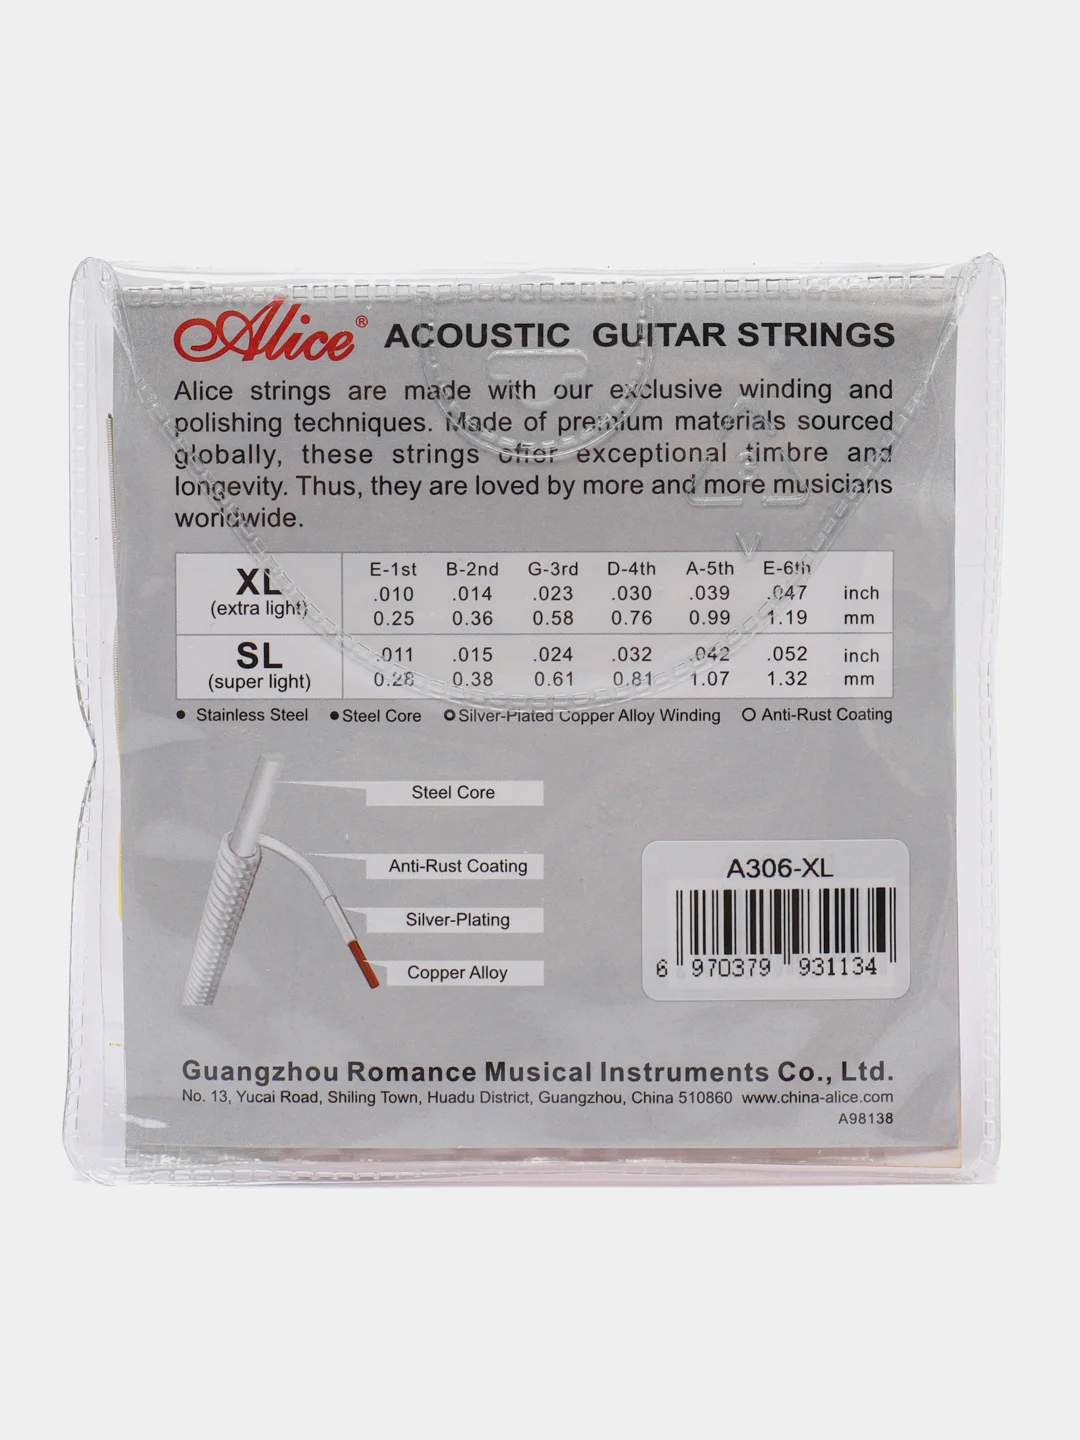 Alice® ACOUSTIC GUITAR STRINGS
Alice strings are made with our exclusive winding and
polishing techniques. Made of premium materials sourced
globally, these strings offer exceptional timbre and
longevity. Thus, they are loved by more and more musicians
worldwide.
XL E-1st B-2nd G-3rd D-4th A-5th E-6th
(extra light) .010 .014 .023 .030 .039 .047 inch
0.25 0.36 0.58 0.76 0.99 1.19 mm
SL .011 .015 .024 .032 .042 .052 inch
(super light) 0.28 0.38 0.61 0.81 1.07 1.32 mm
● Stainless Steel ● Steel Core ○ Silver-Plated Copper Alloy Winding ○ Anti-Rust Coating
Steel Core
Anti-Rust Coating
Silver-Plating
Copper Alloy
A306-XL
6 970379 931134
Guangzhou Romance Musical Instruments Co., Ltd.
No. 13, Yucai Road, Shiling Town, Huadu District, Guangzhou, China 510860 www.china-alice.com
A98138